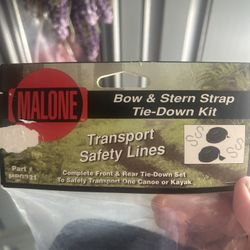 MALONE
Bow & Stern Strap
Tie-Down Kit
Transport
Safety Lines
Part #
Complete Front & Rear Tie-Down Set
To Safely Transport One Canoe or Kayak